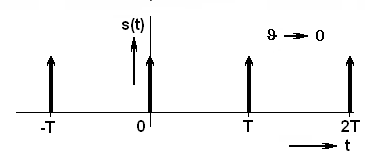 s(t)
ϑ → 0
-T 0 T 2T
t